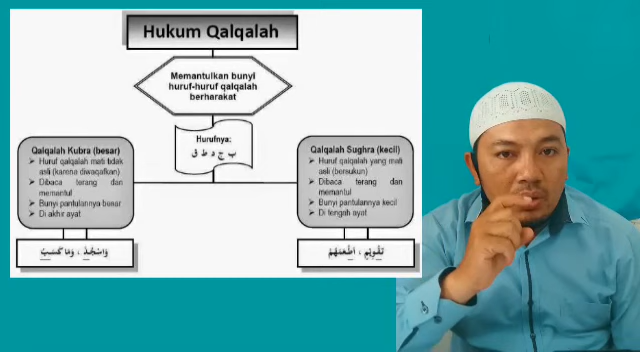 Hukum Qalqalah
Memantulkan bunyi
huruf-huruf qalqalah
berharakat
Hurufnya:
ب ج د ط ق
Qalqalah Kubra (besar)
➤ Huruf qalqalah mati tidak
asli (karena diwaqafkan)
➤ Dibaca terang dan
memantul
➤ Bunyi pantulannya besar
➤ Di akhir ayat
وَاسْجُدْ ، وَمَا كَسَبَ
Qalqalah Sughra (kecil)
➤ Huruf qalqalah yang mati
asli (bersukun)
➤ Dibaca terang dan
memantul
➤ Bunyi pantulannya kecil
➤ Di tengah ayat